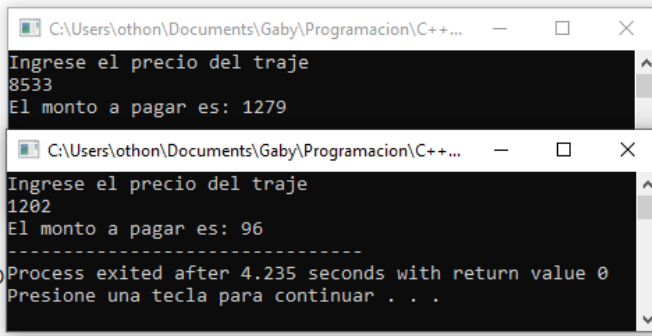 C:\Users\othon\Documents\Gaby\Programacion\C++...
Ingrese el precio del traje
8533
El monto a pagar es: 1279
C:\Users\othon\Documents\Gaby\Programacion\C++...
Ingrese el precio del traje
1202
El monto a pagar es: 96
--------------------------------
Process exited after 4.235 seconds with return value 0
Presione una tecla para continuar . . .